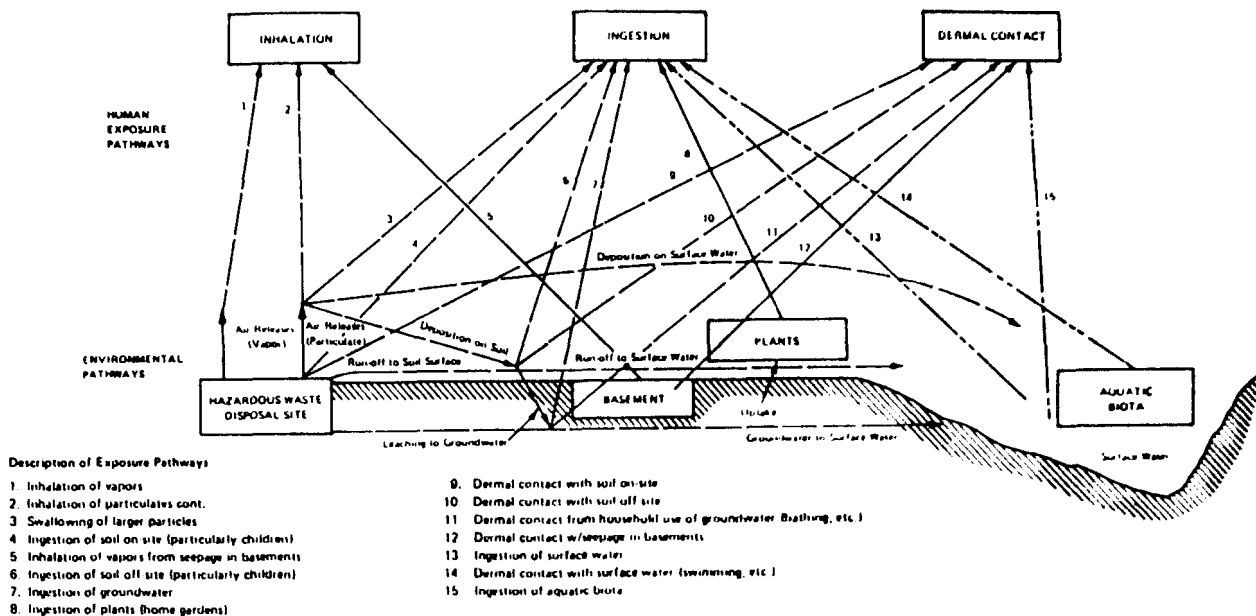 INHALATION
INGESTION
DERMAL CONTACT
1
2
HUMAN
EXPOSURE
PATHWAYS
3
4
5
6
7
8
9
10
11
12
13
14
15
Deposition on Surface Water
Air Releases
(Vapor)
Air Releases
(Particulate)
Deposition on Soil
PLANTS
ENVIRONMENTAL
PATHWAYS
Run-off to Soil Surface
Run-off to Surface Water
HAZARDOUS WASTE
DISPOSAL SITE
BASEMENT
AQUATIC
BIOTA
Uptake
Leaching to Groundwater
Groundwater to Surface Water
Surface Water
Description of Exposure Pathways
1. Inhalation of vapors
2. Inhalation of particulates cont.
3 Swallowing of larger particles
4 Ingestion of soil on-site (particularly children)
5 Inhalation of vapors from seepage in basements
6. Ingestion of soil off site (particularly children)
7. Ingestion of groundwater
8. Ingestion of plants (home gardens)
9. Dermal contact with soil on-site
10 Dermal contact with soil off site
11 Dermal contact from household use of groundwater (bathing, etc.)
12 Dermal contact w/seepage in basements
13 Ingestion of surface water
14 Dermal contact with surface water (swimming, etc.)
15 Ingestion of aquatic biota